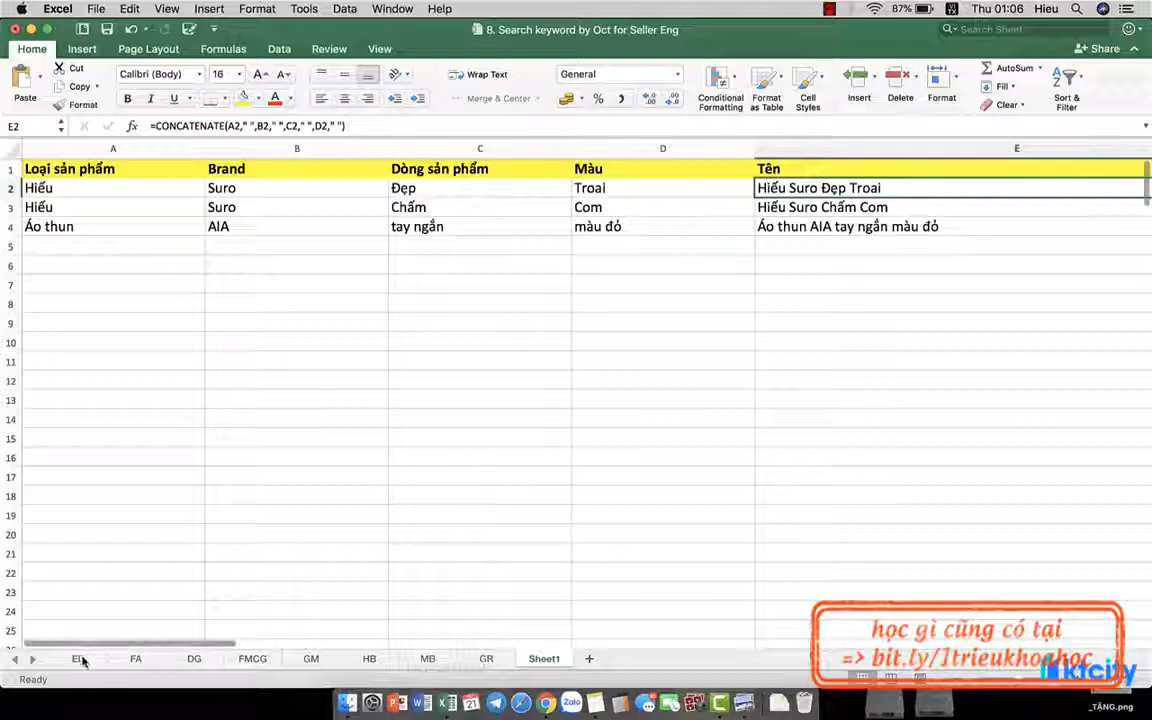 Excel File Edit View Insert Format Tools Data Window Help 87% Thu 01:06 Hieu
8. Search keyword by Oct for Seller Eng
Search Sheet
Home Insert Page Layout Formulas Data Review View Share
Paste Cut Copy Format
Calibri (Body) 16 A A
B I U A
Wrap Text
Merge & Center
General
%
Conditional Formatting
Format as Table
Cell Styles
Insert Delete Format
AutoSum
Fill
Clear
Sort & Filter
E2 fx =CONCATENATE(A2," ",B2," ",C2," ",D2," ")
A B C D E
1 Loại sản phẩm Brand Dòng sản phẩm Màu Tên
2 Hiếu Suro Đẹp Troai Hiếu Suro Đẹp Troai
3 Hiếu Suro Chấm Com Hiếu Suro Chấm Com
4 Áo thun AIA tay ngắn màu đỏ Áo thun AIA tay ngắn màu đỏ
5
6
7
8
9
10
11
12
13
14
15
16
17
18
19
20
21
22
23
24
25
học gì cũng có tại
=> bit.ly/1trieukhoahoc
ktcity
FA DG FMCG GM HB MB GR Sheet1
Ready
Zalo
_TẶNG.png